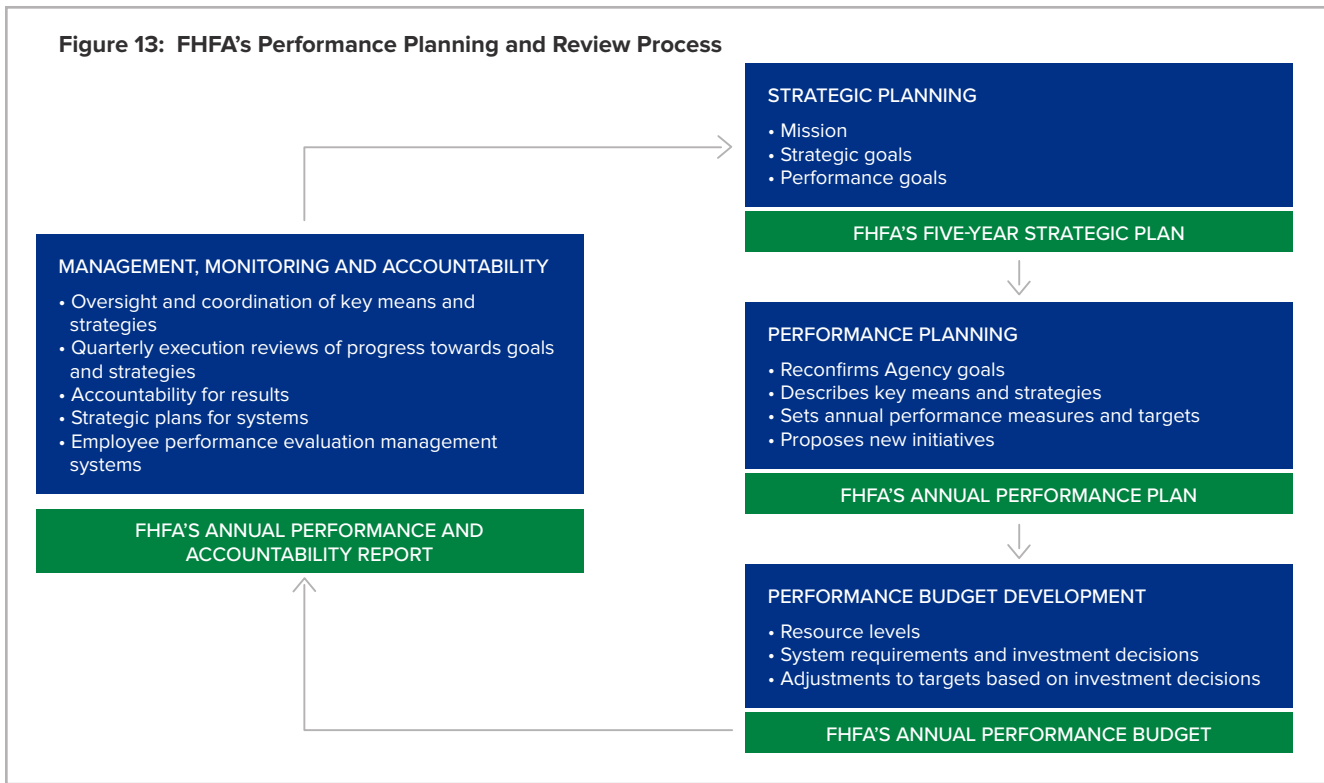 Figure 13: FHFA's Performance Planning and Review Process
STRATEGIC PLANNING
• Mission
• Strategic goals
• Performance goals
FHFA'S FIVE-YEAR STRATEGIC PLAN
MANAGEMENT, MONITORING AND ACCOUNTABILITY
• Oversight and coordination of key means and
strategies
• Quarterly execution reviews of progress towards goals
and strategies
• Accountability for results
• Strategic plans for systems
• Employee performance evaluation management
systems
FHFA'S ANNUAL PERFORMANCE AND
ACCOUNTABILITY REPORT
PERFORMANCE PLANNING
• Reconfirms Agency goals
• Describes key means and strategies
• Sets annual performance measures and targets
• Proposes new initiatives
FHFA'S ANNUAL PERFORMANCE PLAN
PERFORMANCE BUDGET DEVELOPMENT
• Resource levels
• System requirements and investment decisions
• Adjustments to targets based on investment decisions
FHFA'S ANNUAL PERFORMANCE BUDGET